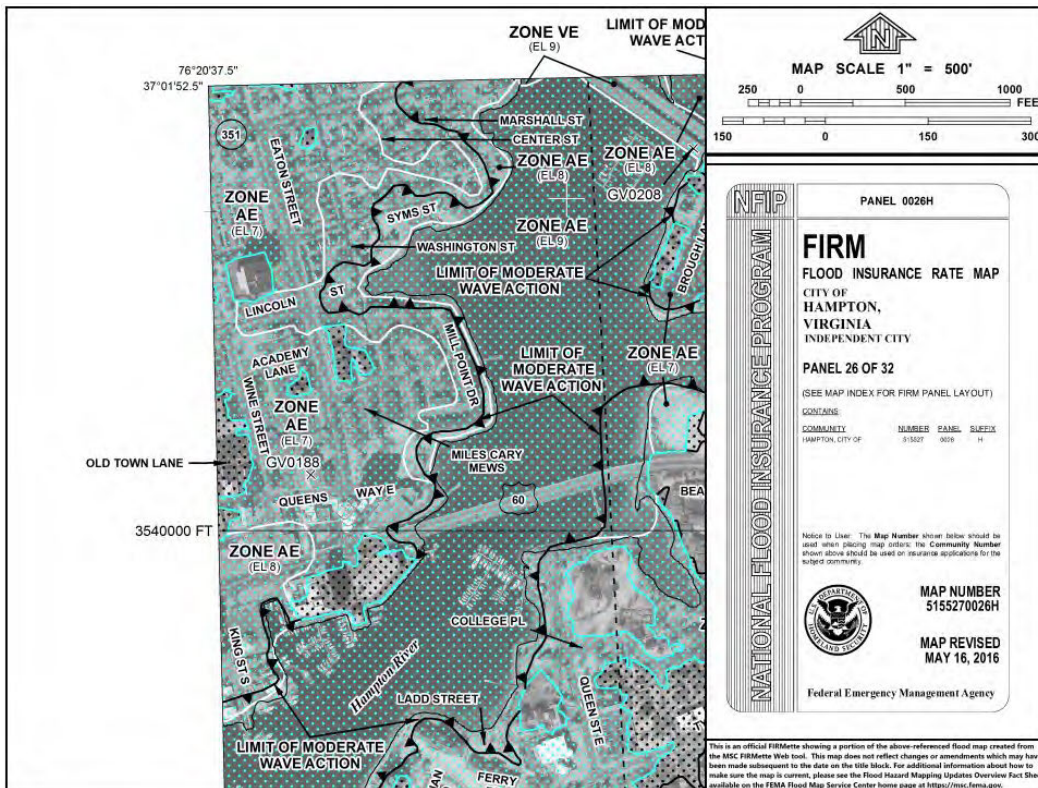 ZONE VE
(EL 9)
LIMIT OF MOD
WAVE ACT
76°20'37.5"
37°01'52.5"
351
MARSHALL ST
CENTER ST
EATON STREET
ZONE AE
(EL 8)
ZONE AE
(EL 8)
GV0208
ZONE
AE
(EL 7)
SYMS ST
ZONE AE
(EL 9)
WASHINGTON ST
BROUGH LA
LIMIT OF MODERATE
WAVE ACTION
LINCOLN ST
MILL POINT DR
ACADEMY
LANE
LIMIT OF
MODERATE
WAVE ACTION
ZONE AE
(EL 7)
WINE STREET
ZONE
AE
(EL 7)
GV0188
OLD TOWN LANE
MILES CARY
MEWS
QUEENS WAY E
60
BEA
3540000 FT
ZONE AE
(EL 8)
COLLEGE PL
KING ST S
Hampton River
LADD STREET
QUEEN ST E
LIMIT OF MODERATE
WAVE ACTION
FERRY
N
MAP SCALE 1" = 500'
250 0 500 1000
FEE
150 0 150 300
NFIP
NATIONAL FLOOD INSURANCE PROGRAM
PANEL 0026H
FIRM
FLOOD INSURANCE RATE MAP
CITY OF
HAMPTON,
VIRGINIA
INDEPENDENT CITY
PANEL 26 OF 32
(SEE MAP INDEX FOR FIRM PANEL LAYOUT)
CONTAINS:
COMMUNITY NUMBER PANEL SUFFIX
HAMPTON, CITY OF 515527 0026 H
Notice to User: The Map Number shown below should be
used when placing map orders; the Community Number
shown above should be used on insurance applications for the
subject community.
U.S. DEPARTMENT OF
HOMELAND SECURITY
MAP NUMBER
5155270026H
MAP REVISED
MAY 16, 2016
Federal Emergency Management Agency
This is an official FIRMette showing a portion of the above-referenced flood map created from
the MSC FIRMette Web tool. This map does not reflect changes or amendments which may hav
been made subsequent to the date on the title block. For additional information about how to
make sure the map is current, please see the Flood Hazard Mapping Updates Overview Fact Shee
available on the FEMA Flood Map Service Center home page at https://msc.fema.gov.